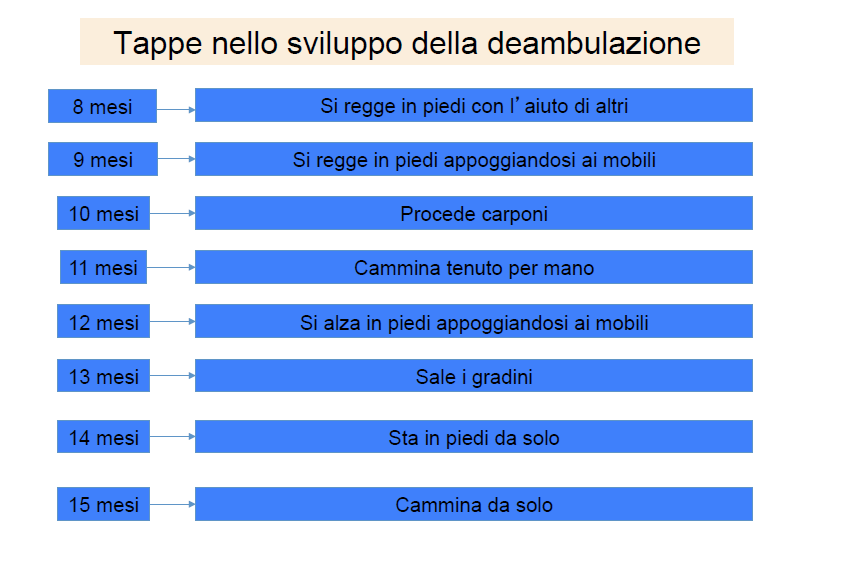 Tappe nello sviluppo della deambulazione
8 mesi Si regge in piedi con l’ aiuto di altri
9 mesi Si regge in piedi appoggiandosi ai mobili
10 mesi Procede carponi
11 mesi Cammina tenuto per mano
12 mesi Si alza in piedi appoggiandosi ai mobili
13 mesi Sale i gradini
14 mesi Sta in piedi da solo
15 mesi Cammina da solo